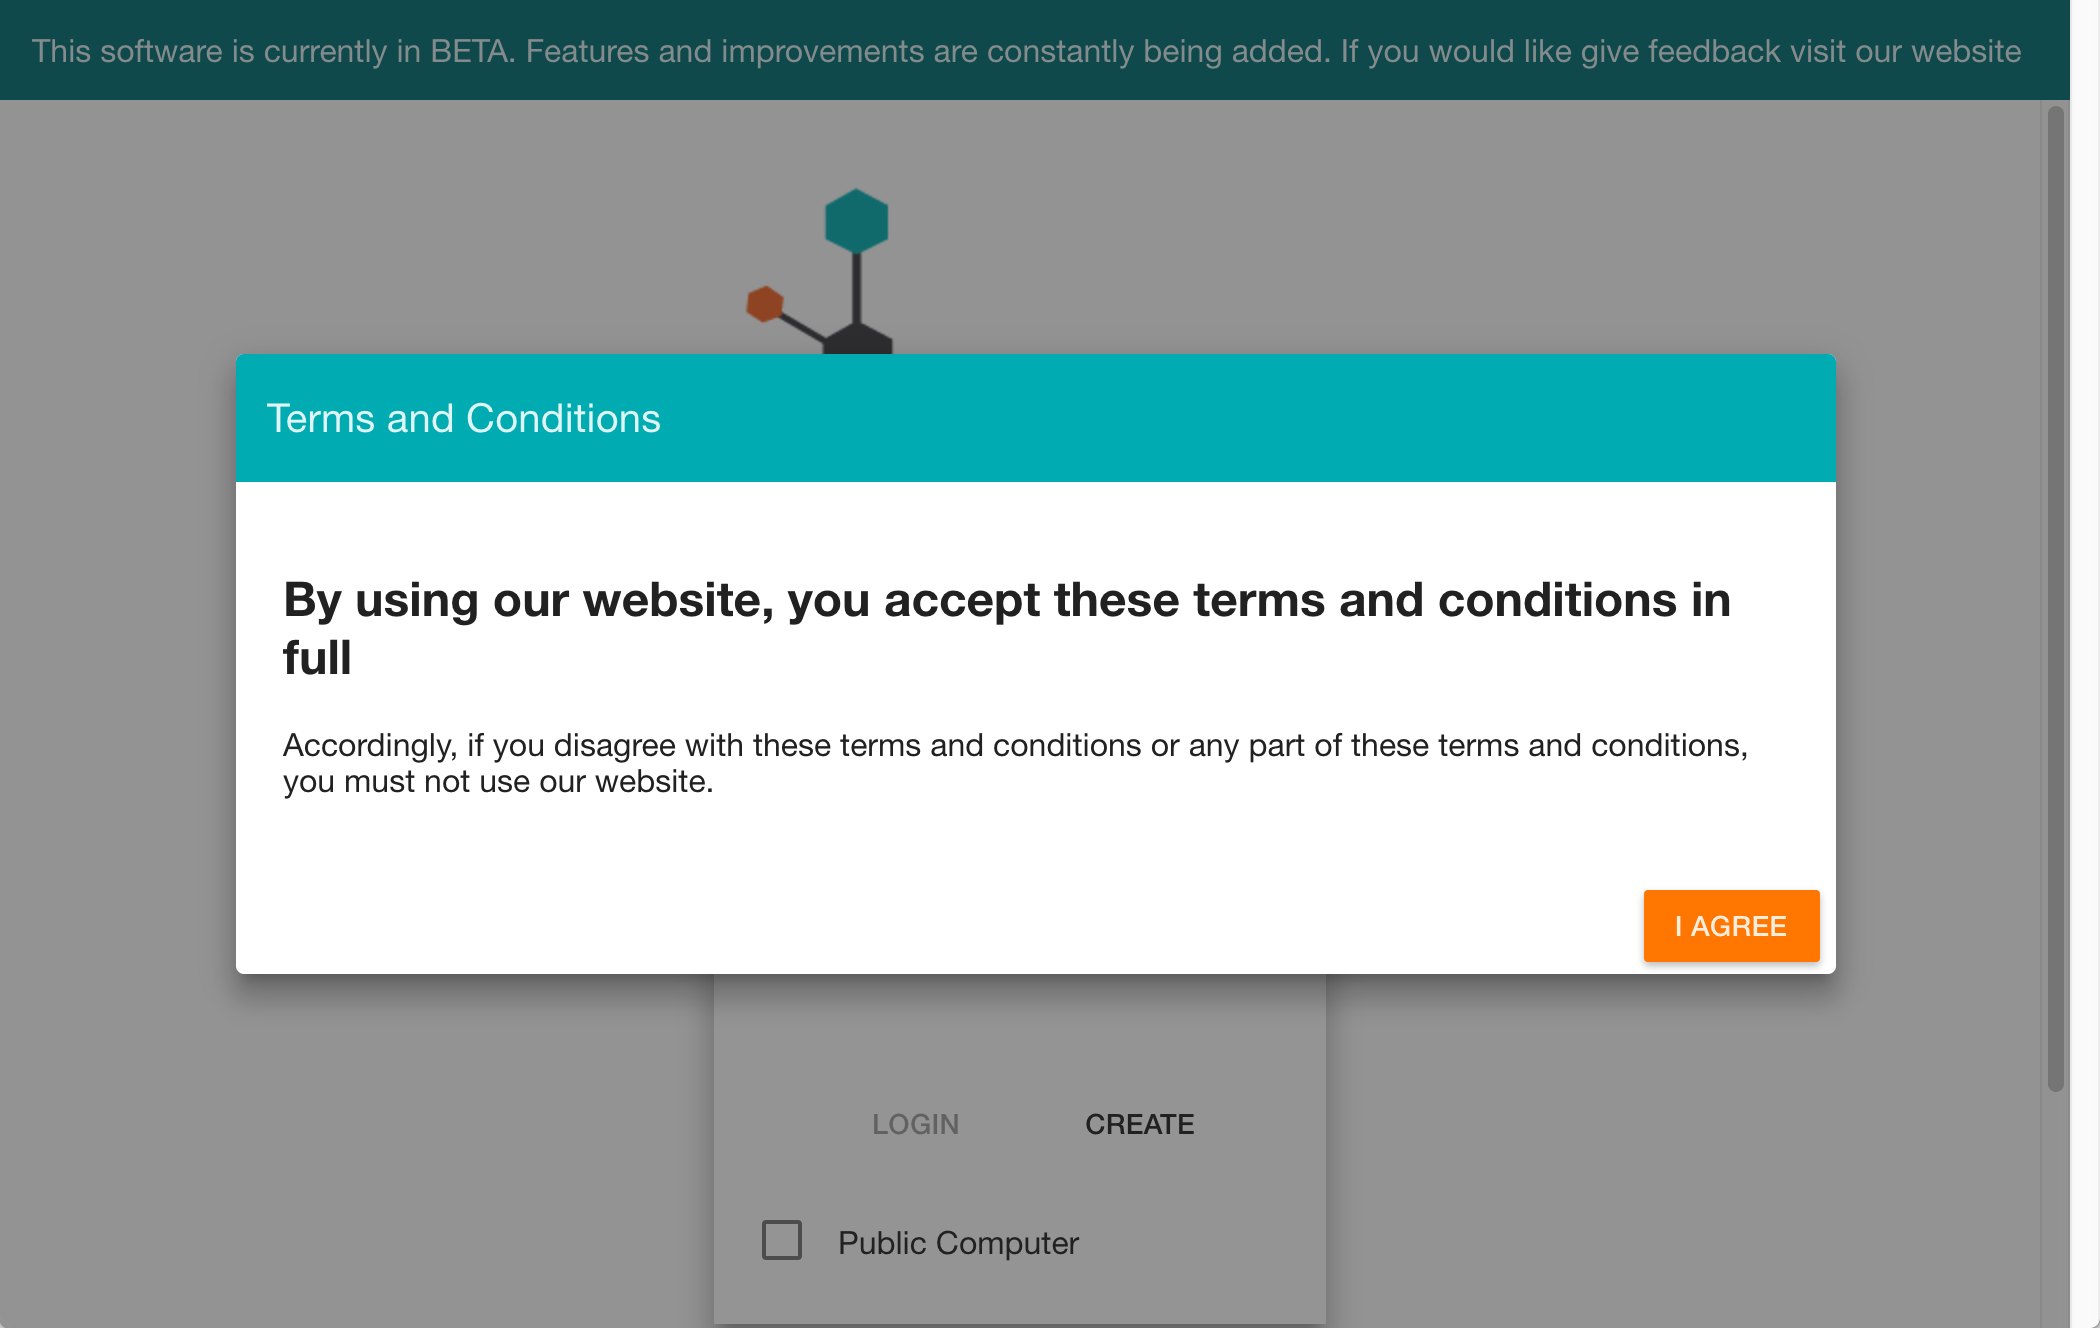 This software is currently in BETA. Features and improvements are constantly being added. If you would like give feedback visit our website
Terms and Conditions
By using our website, you accept these terms and conditions in
full
Accordingly, if you disagree with these terms and conditions or any part of these terms and conditions,
you must not use our website.
I AGREE
LOGIN CREATE
Public Computer